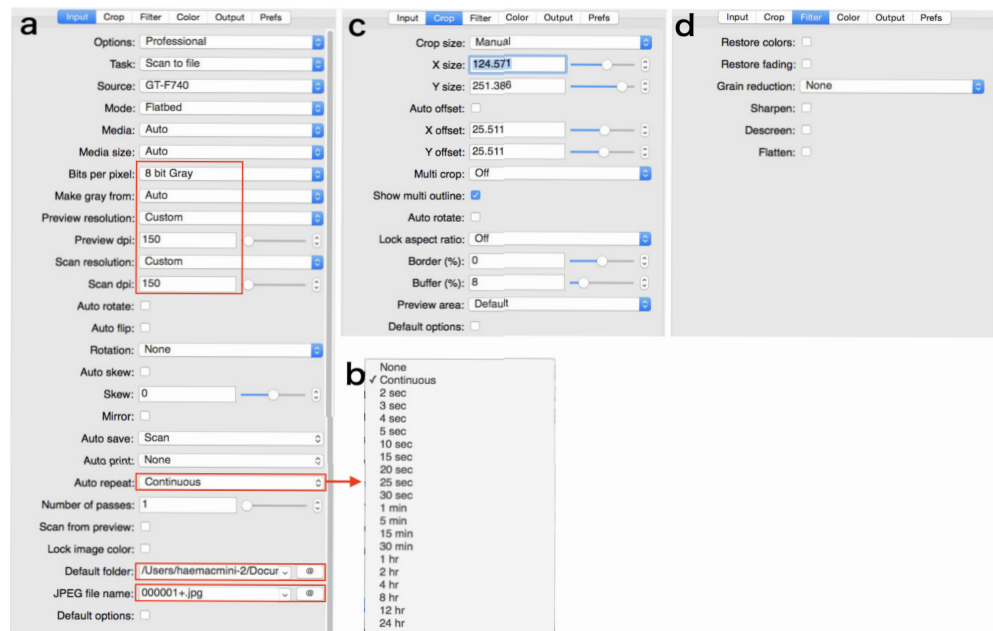 a
Input Crop Filter Color Output Prefs
Options: Professional
Task: Scan to file
Source: GT-F740
Mode: Flatbed
Media: Auto
Media size: Auto
Bits per pixel: 8 bit Gray
Make gray from: Auto
Preview resolution: Custom
Preview dpi: 150
Scan resolution: Custom
Scan dpi: 150
Auto rotate:
Auto flip:
Rotation: None
Auto skew:
Skew: 0
Mirror:
Auto save: Scan
Auto print: None
Auto repeat: Continuous
Number of passes: 1
Scan from preview:
Lock image color:
Default folder: /Users/haemacmini-2/Docur @
JPEG file name: 000001+.jpg @
Default options:
b
None
✓ Continuous
2 sec
3 sec
4 sec
5 sec
10 sec
15 sec
20 sec
25 sec
30 sec
1 min
5 min
15 min
30 min
1 hr
2 hr
4 hr
8 hr
12 hr
24 hr
c
Input Crop Filter Color Output Prefs
Crop size: Manual
X size: 124.571
Y size: 251.386
Auto offset:
X offset: 25.511
Y offset: 25.511
Multi crop: Off
Show multi outline:
Auto rotate:
Lock aspect ratio: Off
Border (%): 0
Buffer (%): 8
Preview area: Default
Default options:
d
Input Crop Filter Color Output Prefs
Restore colors:
Restore fading:
Grain reduction: None
Sharpen:
Descreen:
Flatten: